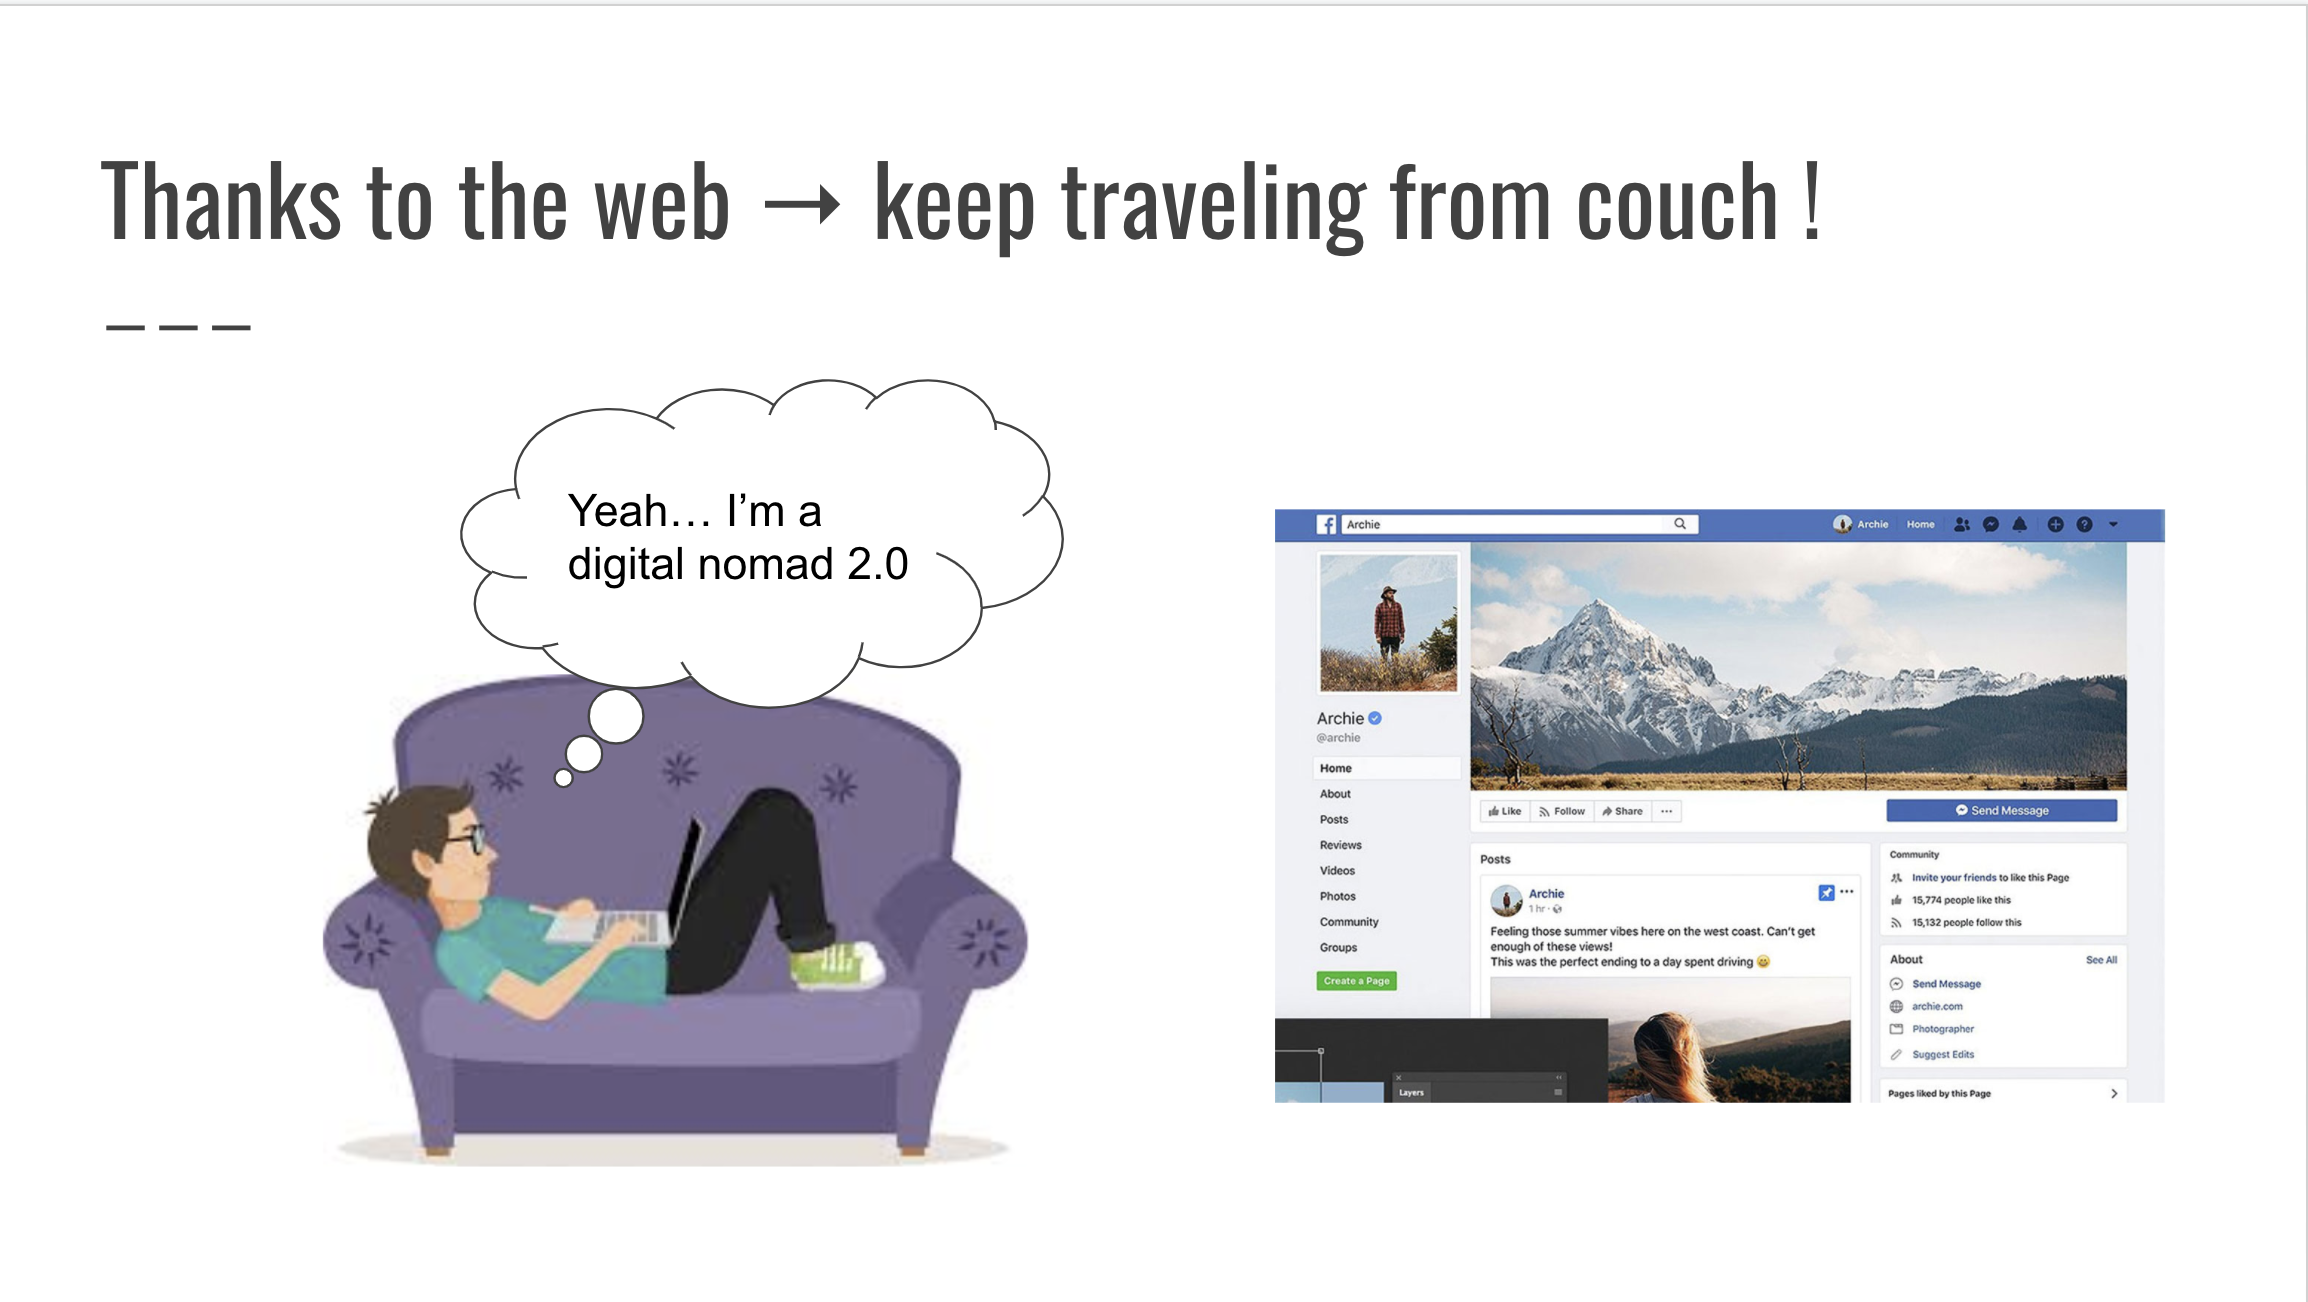 Thanks to the web → keep traveling from couch !
Yeah… I’m a
digital nomad 2.0
Archie
Archie Home
Archie
@archie
Home
About
Posts
Reviews
Videos
Photos
Community
Groups
Create a Page
Like Follow Share ···
Send Message
Posts
Archie
1 hr ·
Feeling those summer vibes here on the west coast. Can’t get
enough of these views!
This was the perfect ending to a day spent driving 😀
Layers
Community
Invite your friends to like this Page
15,774 people like this
15,132 people follow this
About See All
Send Message
archie.com
Photographer
Suggest Edits
Pages liked by this Page